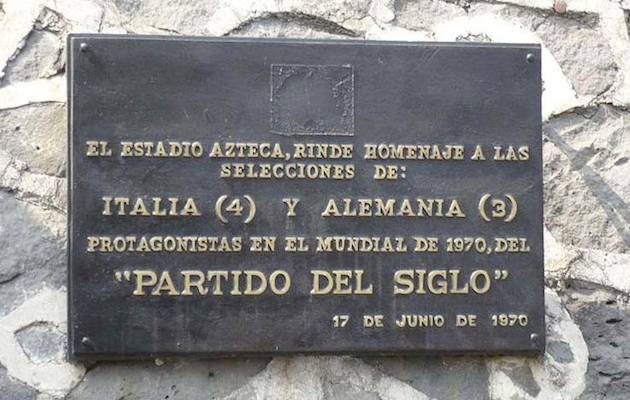 EL ESTADIO AZTECA, RINDE HOMENAJE A LAS
SELECCIONES DE:
ITALIA (4) Y ALEMANIA (3)
PROTAGONISTAS EN EL MUNDIAL DE 1970, DEL
"PARTIDO DEL SIGLO"
17 DE JUNIO DE 1970